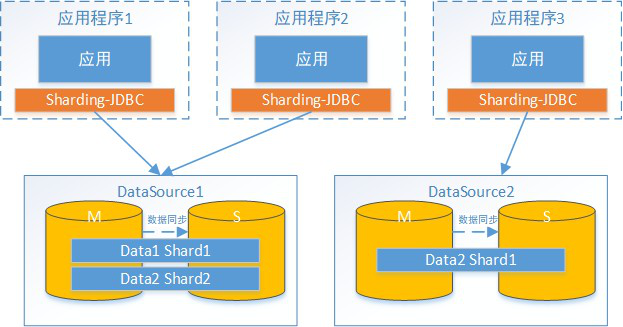 应用程序1
应用程序2
应用程序3
应用
应用
应用
Sharding-JDBC
Sharding-JDBC
Sharding-JDBC
DataSource1
DataSource2
M
数据同步
S
M
数据同步
S
Data1 Shard1
Data2 Shard2
Data2 Shard1